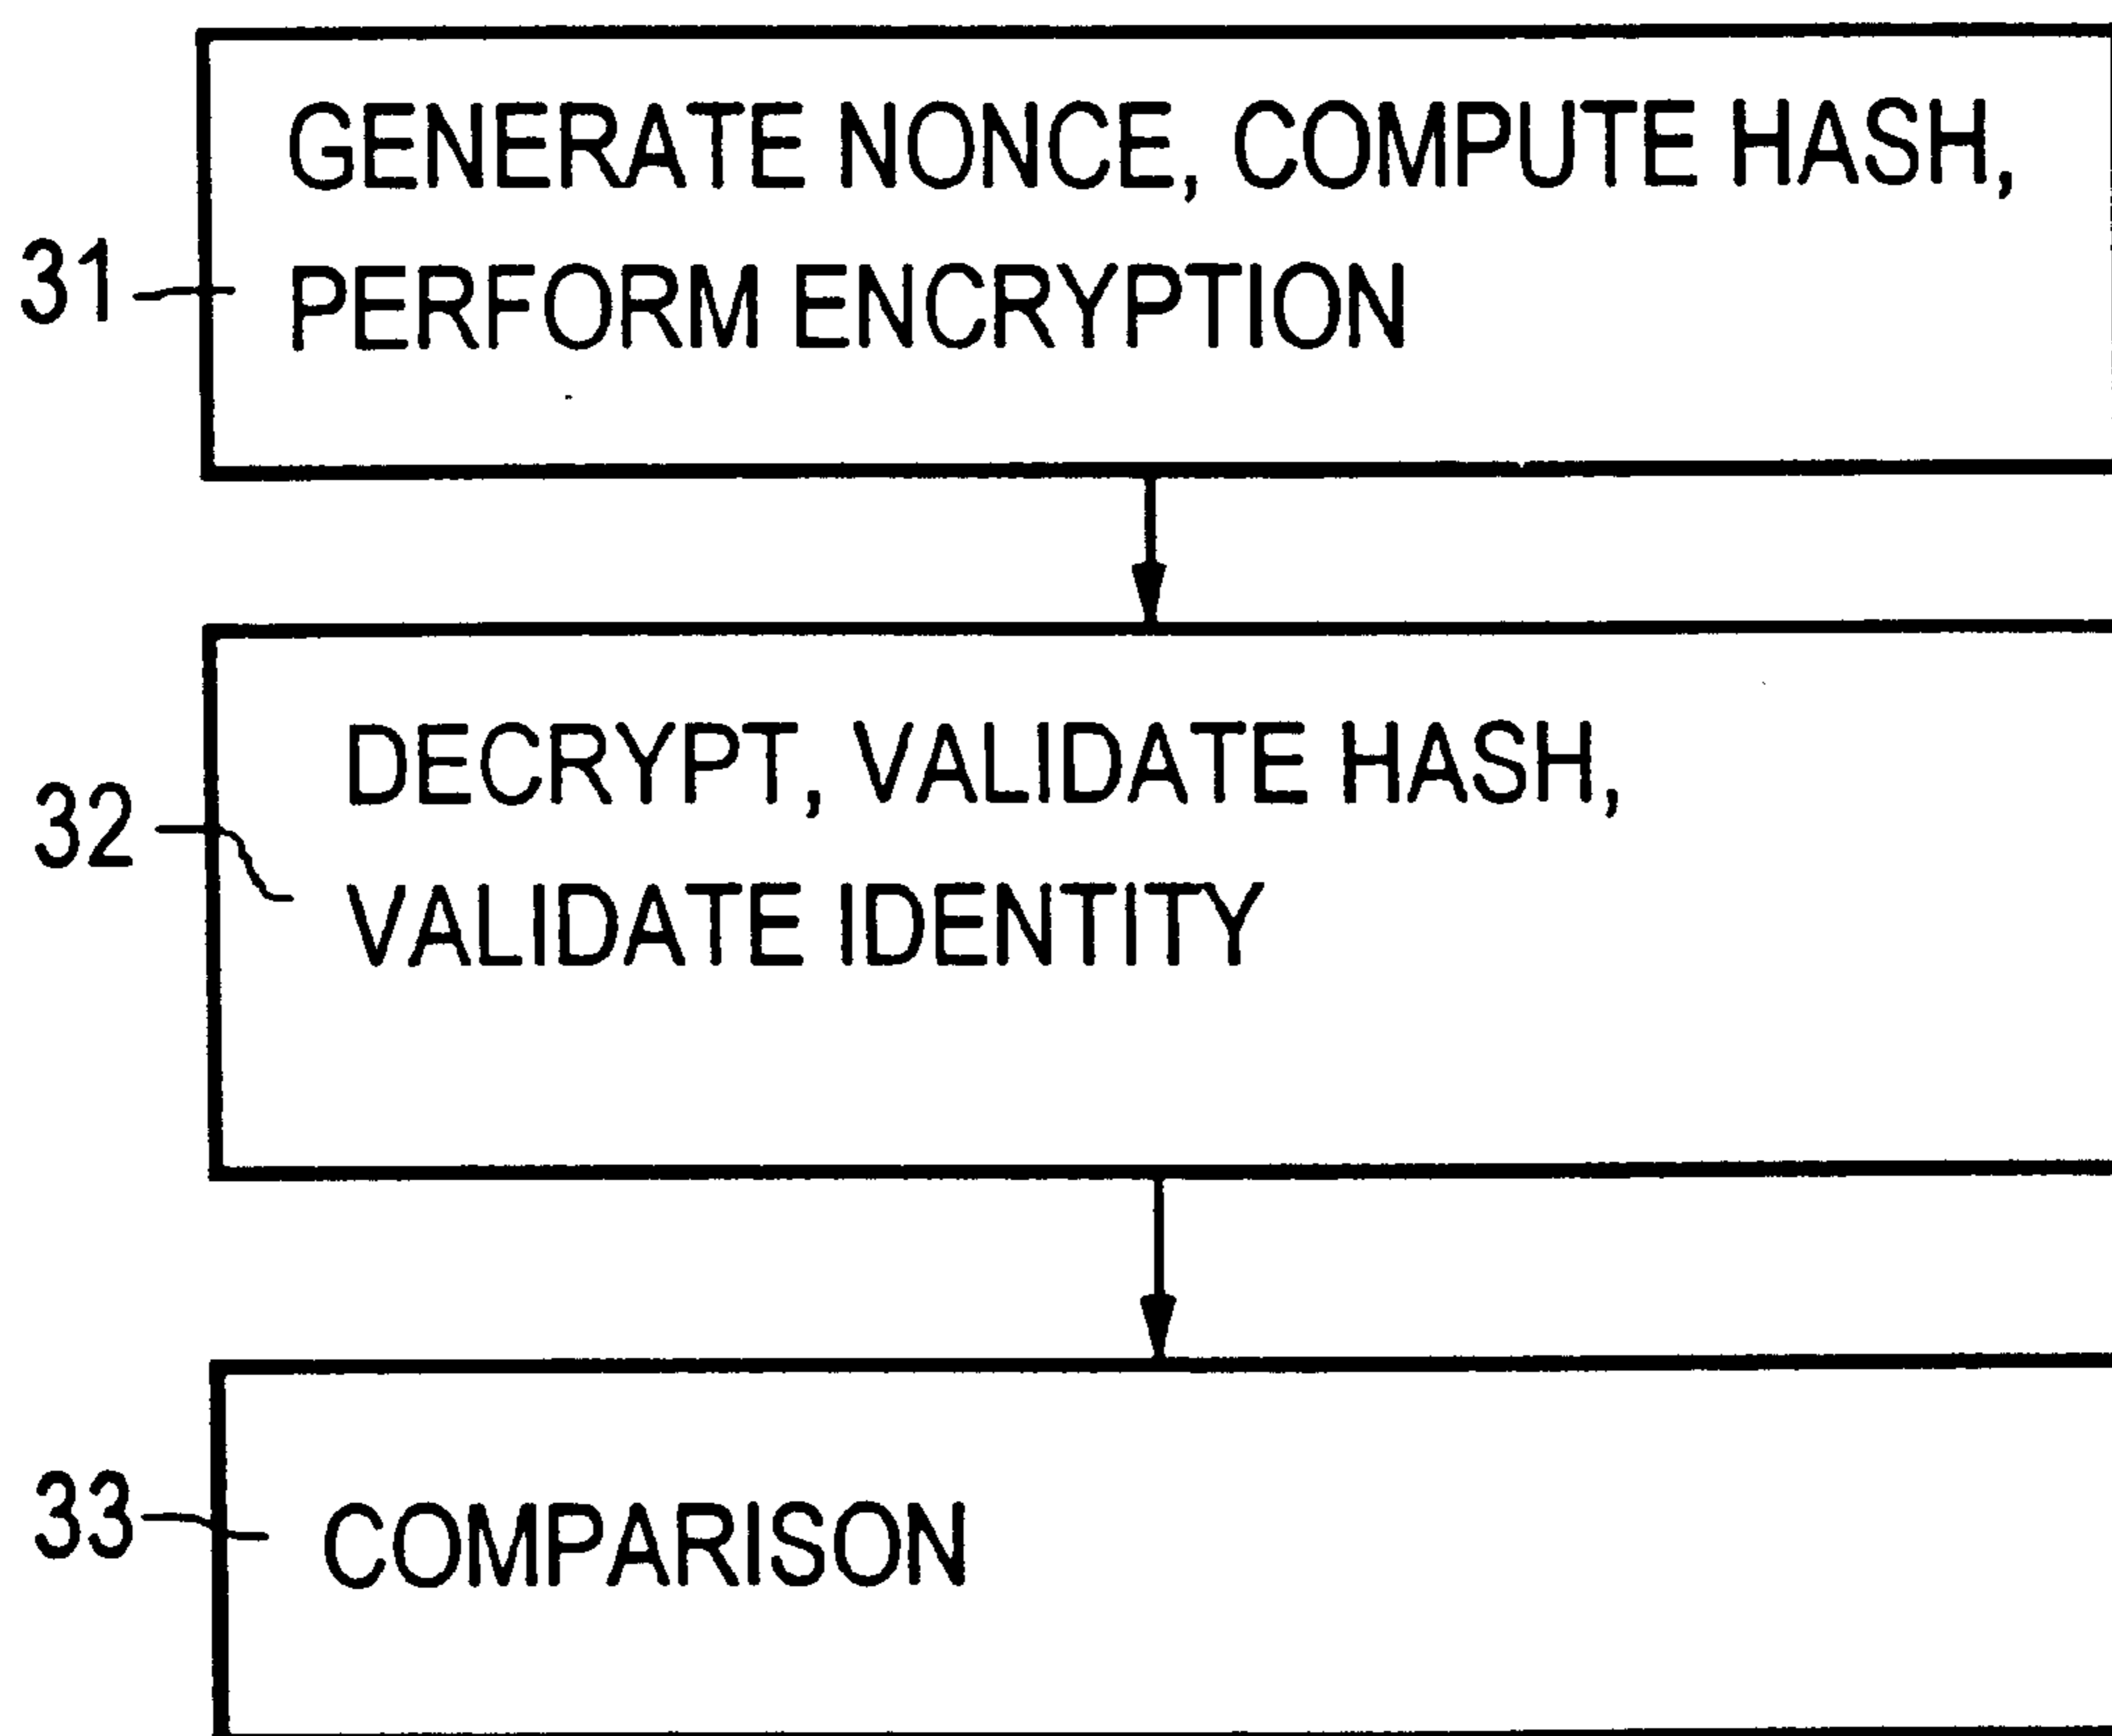 GENERATE NONCE, COMPUTE HASH,
31
PERFORM ENCRYPTION
DECRYPT, VALIDATE HASH,
32
VALIDATE IDENTITY
33
COMPARISON